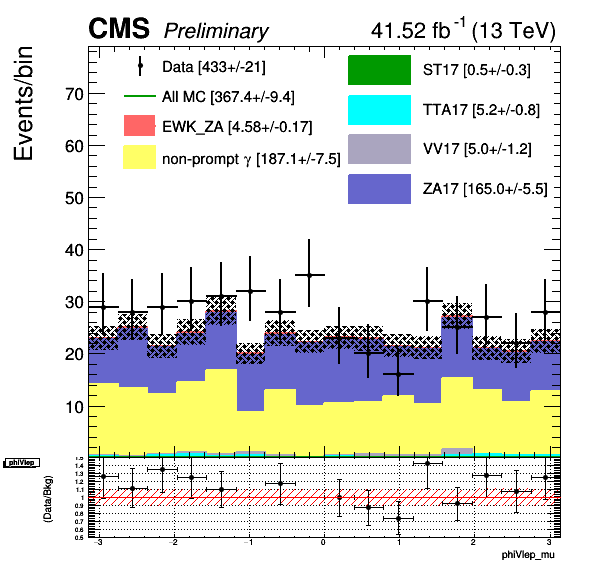 CMS Preliminary 41.52 fb⁻¹ (13 TeV)
Events/bin
Data [433+/-21]
All MC [367.4+/-9.4]
EWK_ZA [4.58+/-0.17]
non-prompt γ [187.1+/-7.5]
ST17 [0.5+/-0.3]
TTA17 [5.2+/-0.8]
VV17 [5.0+/-1.2]
ZA17 [165.0+/-5.5]
70
60
50
40
30
20
10
phiVlep
(Data/Bkg)
1.5
1.4
1.3
1.2
1.1
1
0.9
0.8
0.7
0.6
0.5
−3 −2 −1 0 1 2 3
phiVlep_mu